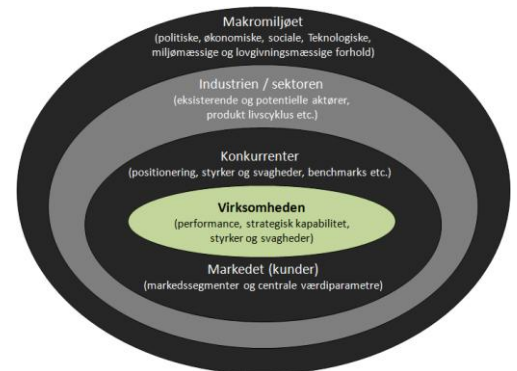 Makromiljøet
(politiske, økonomiske, sociale, Teknologiske,
miljømæssige og lovgivningsmæssige forhold)
Industrien / sektoren
(eksisterende og potentielle aktører,
produkt livscyklus etc.)
Konkurrenter
(positionering, styrker og svagheder, benchmarks etc.)
Virksomheden
(performance, strategisk kapabilitet,
styrker og svagheder)
Markedet (kunder)
(markedssegmenter og centrale værdiparametre)